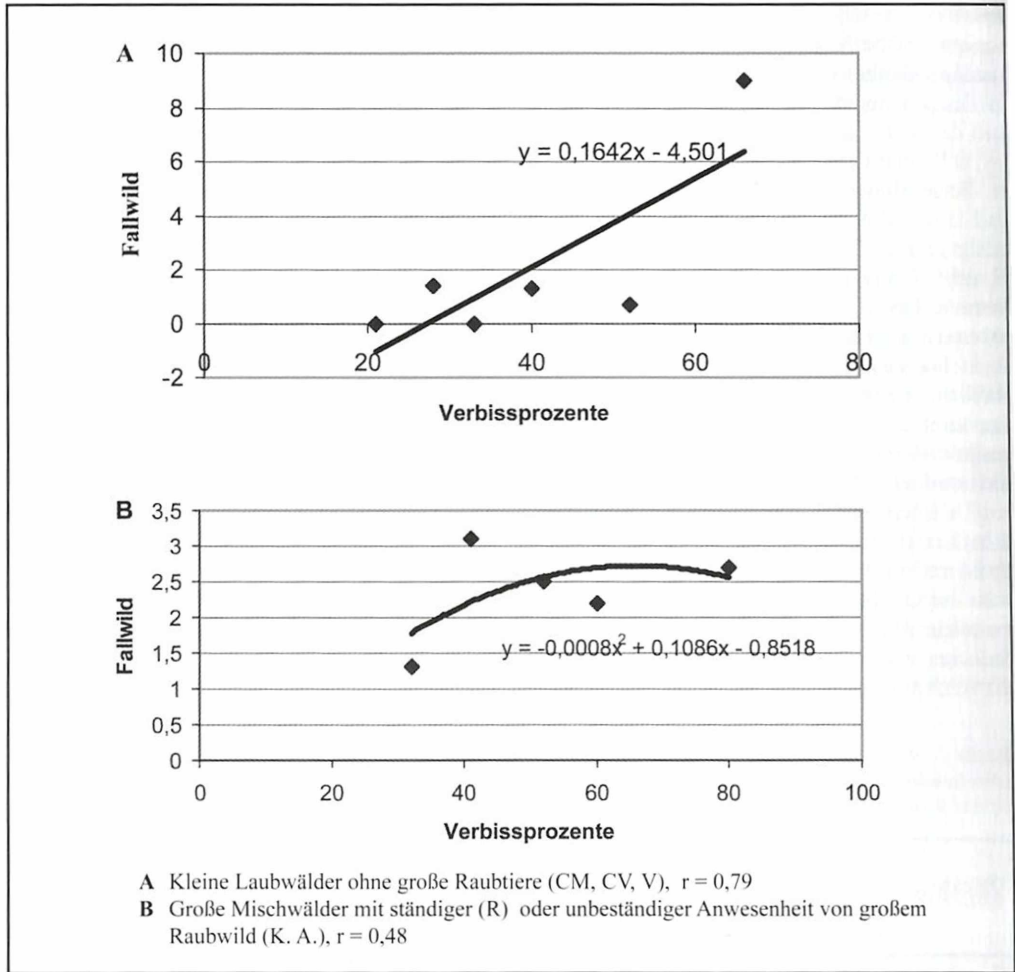 A
10
8
6
4
2
0
-2
Fallwild
y = 0,1642x - 4,501
0 20 40 60 80
Verbissprozente
B
3,5
3
2,5
2
1,5
1
0,5
0
Fallwild
y = -0,0008x² + 0,1086x - 0,8518
0 20 40 60 80 100
Verbissprozente
A Kleine Laubwälder ohne große Raubtiere (CM, CV, V), r = 0,79
B Große Mischwälder mit ständiger (R) oder unbeständiger Anwesenheit von großem
Raubwild (K. A.), r = 0,48